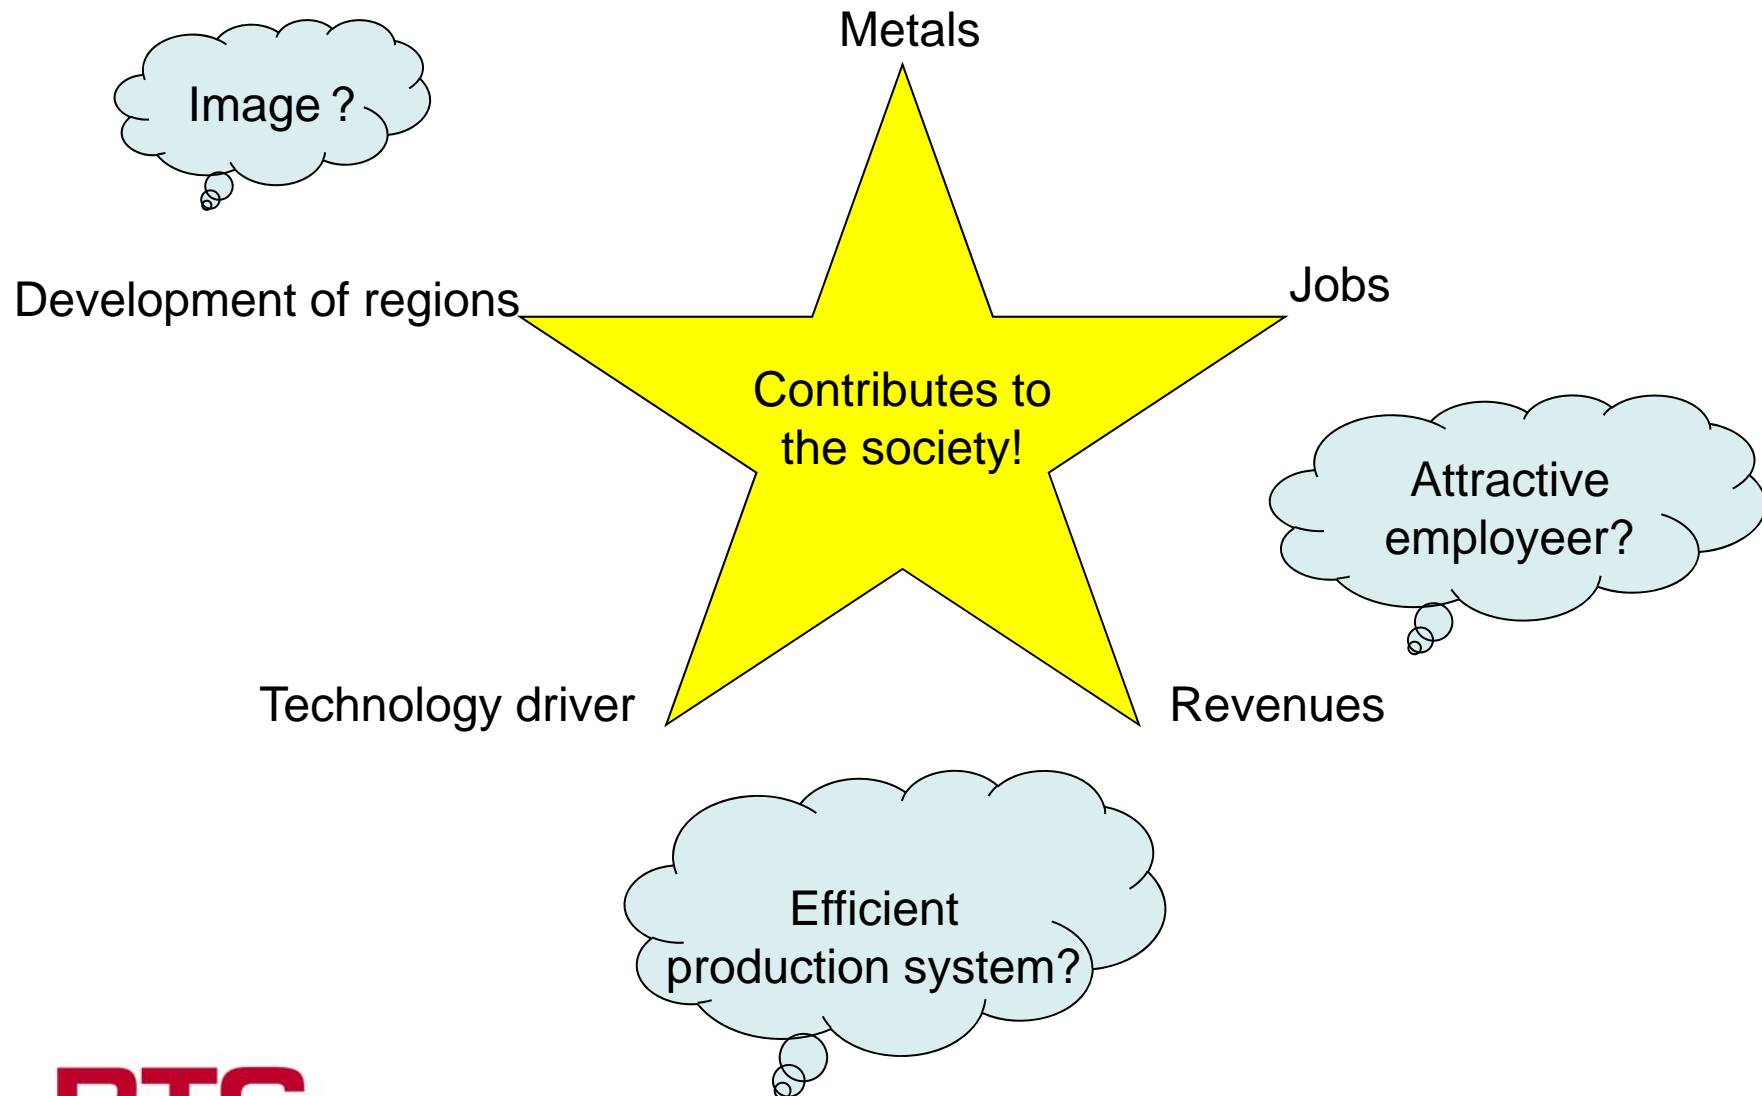 Metals
Image ?
Development of regions
Jobs
Contributes to
the society!
Attractive
employeer?
Technology driver
Revenues
Efficient
production system?